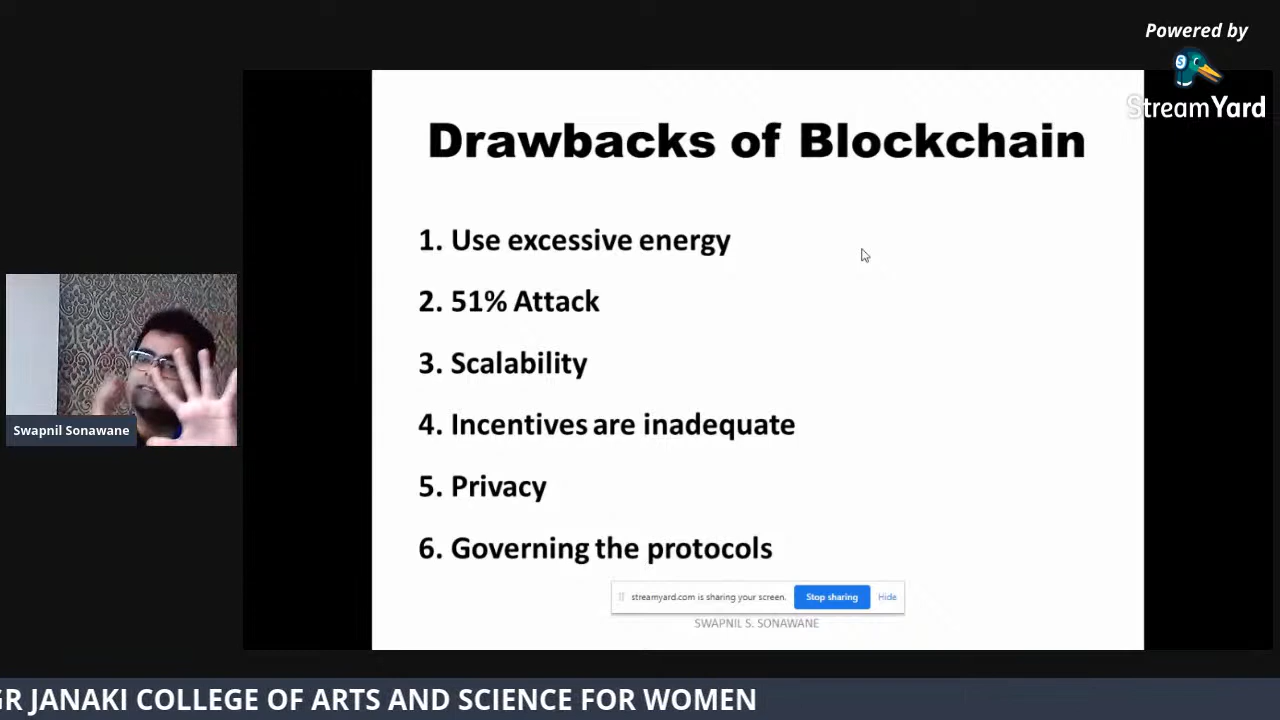 Powered by
StreamYard
Drawbacks of Blockchain
1. Use excessive energy
2. 51% Attack
3. Scalability
4. Incentives are inadequate
5. Privacy
6. Governing the protocols
Swapnil Sonawane
streamyard.com is sharing your screen. Stop sharing Hide
SWAPNIL S. SONAWANE
GR JANAKI COLLEGE OF ARTS AND SCIENCE FOR WOMEN